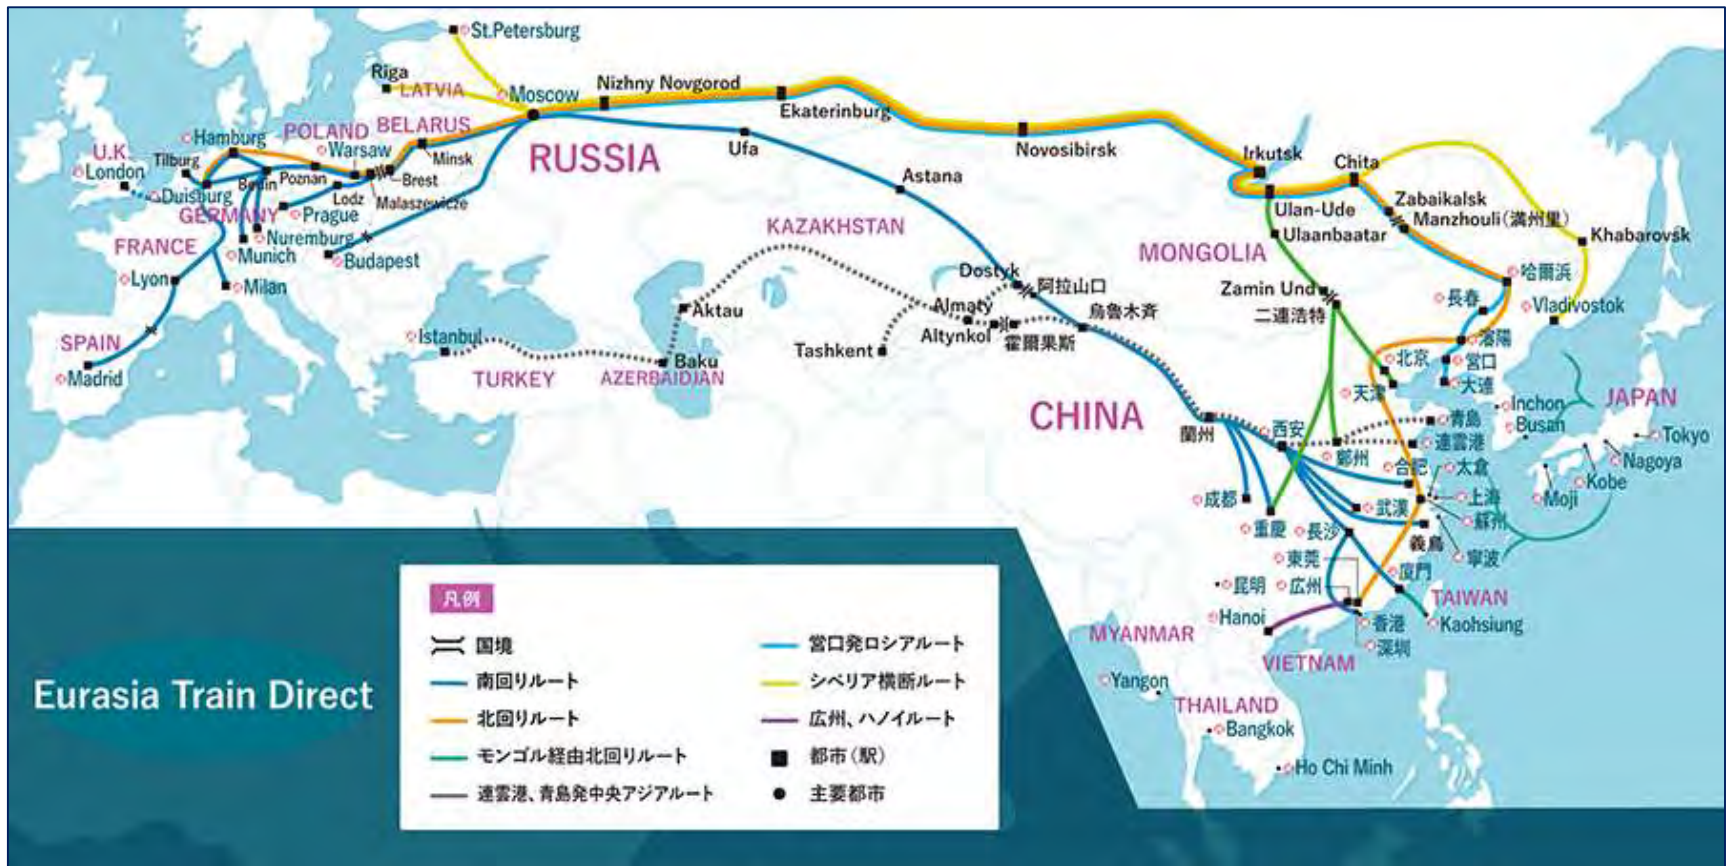 St.Petersburg
Riga
LATVIA
Moscow
Nizhny Novgorod
Ekaterinburg
Novosibirsk
Irkutsk
Chita
Ulan-Ude
Zabaikalsk
Manzhouli（満州里）
Khabarovsk
Vladivostok
Hamburg
POLAND
BELARUS
Warsaw
Minsk
U.K.
London
Tilburg
Duisburg
Berlin
Poznan
Brest
Lodz
Malaszewicze
GERMANY
Prague
Nuremburg
FRANCE
Munich
Budapest
Lyon
Milan
SPAIN
Madrid
RUSSIA
Ufa
Astana
KAZAKHSTAN
MONGOLIA
Ulaanbaatar
Zamin Und
二連浩特
Dostyk
阿拉山口
Almaty
烏魯木斉
Altynkol
霍爾果斯
Aktau
Tashkent
Istanbul
Baku
TURKEY
AZERBAIDJAN
CHINA
哈爾浜
長春
瀋陽
営口
大連
北京
天津
Inchon
Busan
JAPAN
Tokyo
Nagoya
Kobe
Moji
蘭州
西安
青島
連雲港
鄭州
合肥
太倉
上海
蘇州
成都
重慶
武漢
長沙
義烏
寧波
東莞
広州
厦門
昆明
TAIWAN
Kaohsiung
Hanoi
香港
深圳
MYANMAR
VIETNAM
Yangon
THAILAND
Bangkok
Ho Chi Minh
Eurasia Train Direct
凡例
国境
南回りルート
北回りルート
モンゴル経由北回りルート
連雲港、青島発中央アジアルート
営口発ロシアルート
シベリア横断ルート
広州、ハノイルート
都市（駅）
主要都市